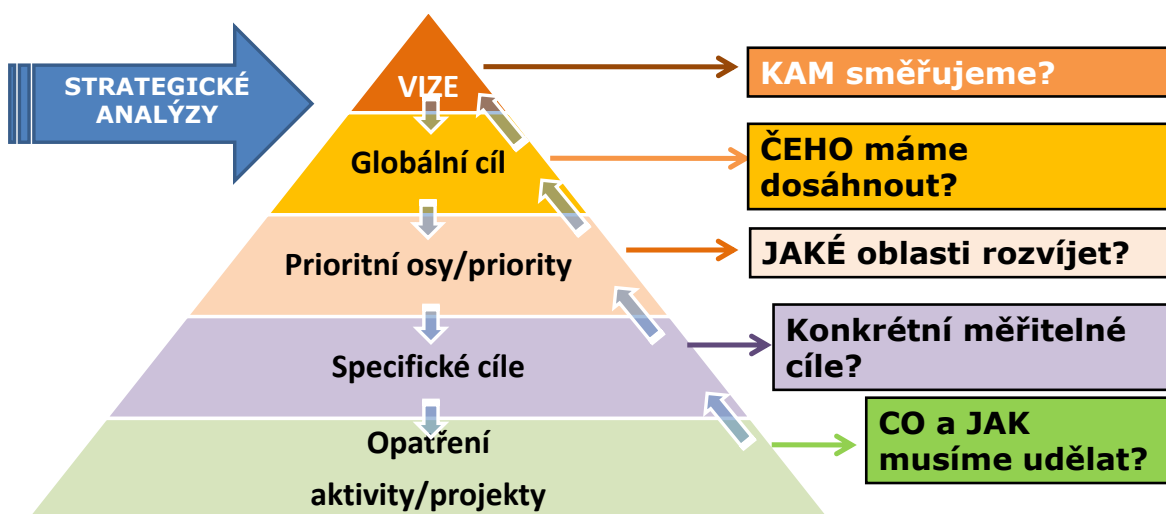 STRATEGICKÉ
ANALÝZY
VIZE
KAM směřujeme?
Globální cíl
ČEHO máme
dosáhnout?
Prioritní osy/priority
JAKÉ oblasti rozvíjet?
Specifické cíle
Konkrétní měřitelné
cíle?
Opatření
aktivity/projekty
CO a JAK
musíme udělat?